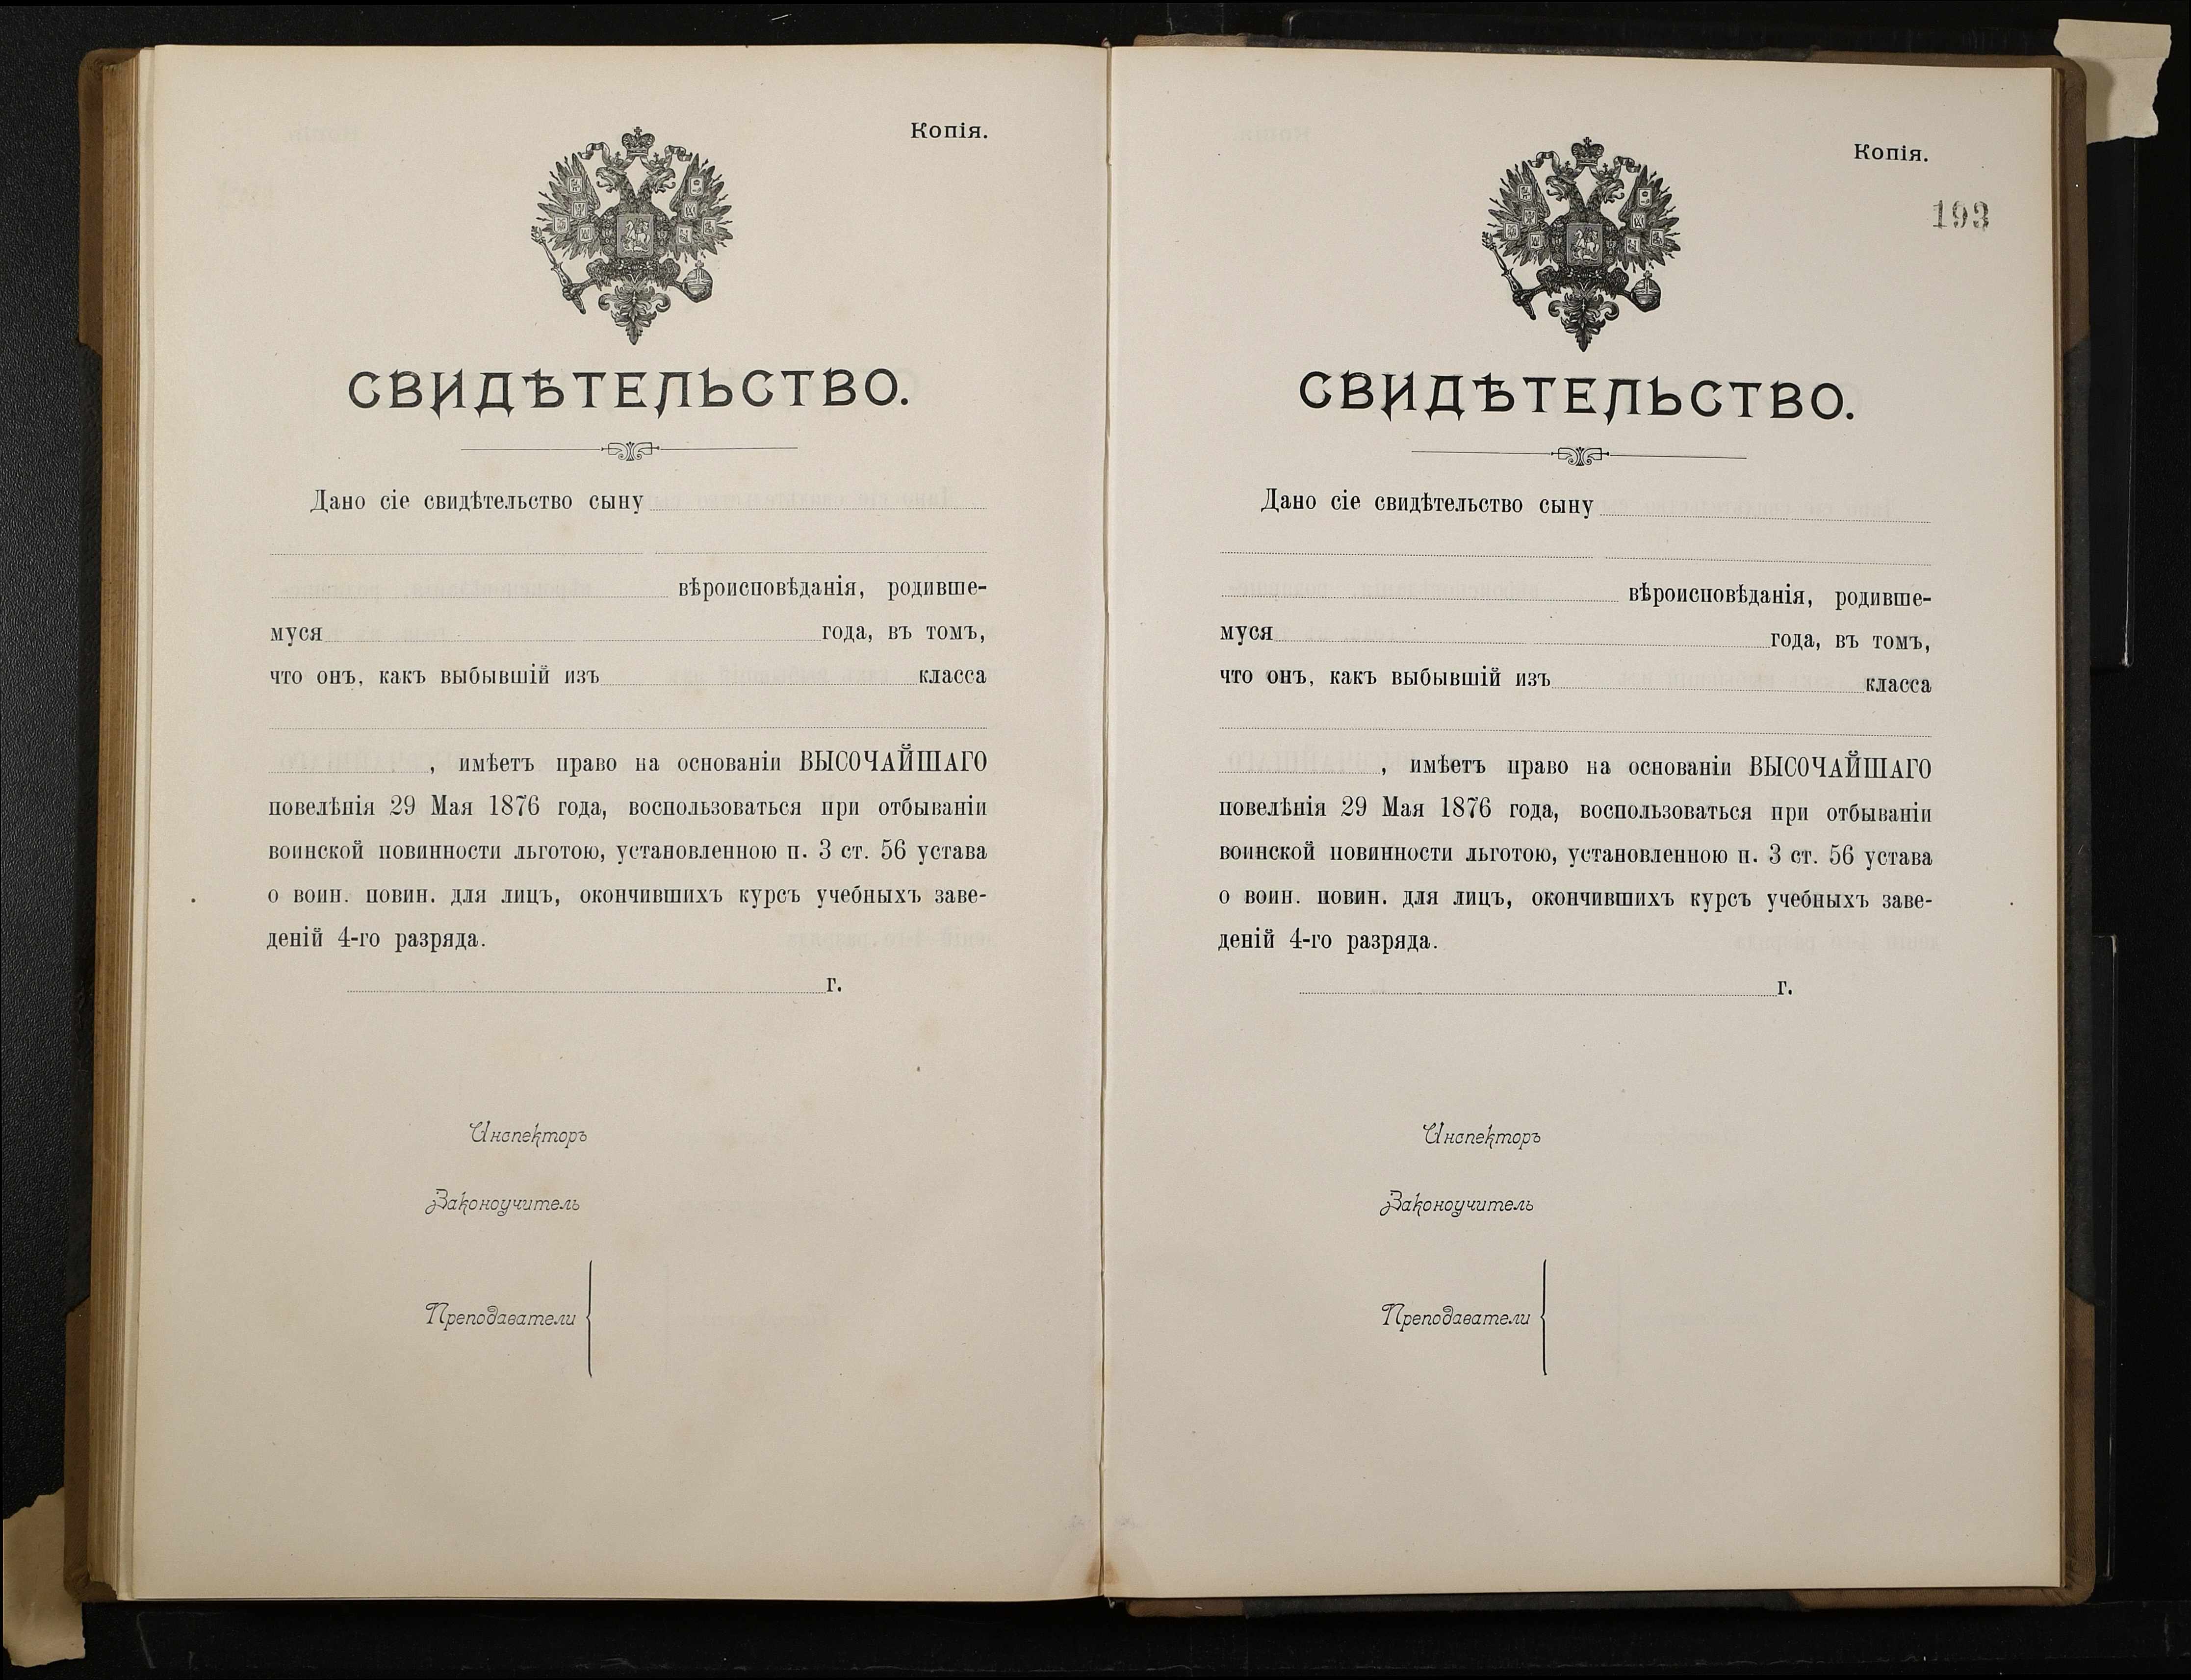 Копія.
СВИДѢТЕЛЬСТВО.
Дано сіе свидѣтельство сыну
вѣроисповѣданія, родивше-
муся года, въ томъ,
что онъ, какъ выбывшій изъ класса
, имѣетъ право на основаніи ВЫСОЧАЙШАГО
повелѣнія 29 Мая 1876 года, воспользоваться при отбываніи
воинской повинности льготою, установленною п. 3 ст. 56 устава
о воин. повин. для лицъ, окончившихъ курсъ учебныхъ заве-
деній 4-го разряда.
г.
Инспекторъ
Законоучитель
Преподаватели
Копія.
193
СВИДѢТЕЛЬСТВО.
Дано сіе свидѣтельство сыну
вѣроисповѣданія, родивше-
муся года, въ томъ,
что онъ, какъ выбывшій изъ класса
, имѣетъ право на основаніи ВЫСОЧАЙШАГО
повелѣнія 29 Мая 1876 года, воспользоваться при отбываніи
воинской повинности льготою, установленною п. 3 ст. 56 устава
о воин. повин. для лицъ, окончившихъ курсъ учебныхъ заве-
деній 4-го разряда.
г.
Инспекторъ
Законоучитель
Преподаватели